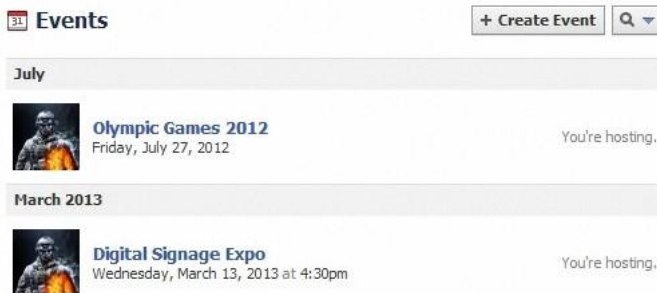 31 Events
+ Create Event
July
Olympic Games 2012
Friday, July 27, 2012
You're hosting.
March 2013
Digital Signage Expo
Wednesday, March 13, 2013 at 4:30pm
You're hosting.